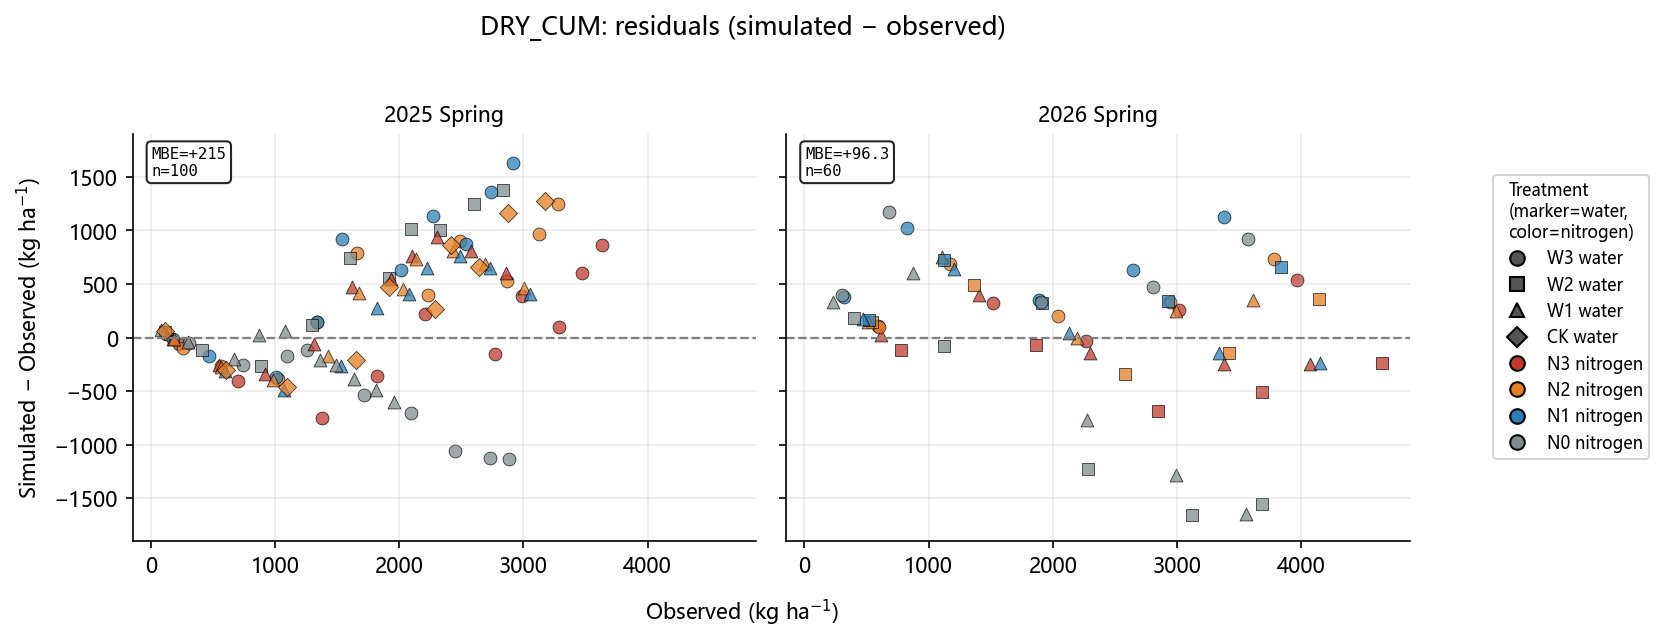 DRY_CUM: residuals (simulated − observed)
2025 Spring
2026 Spring
MBE=+215
n=100
MBE=+96.3
n=60
Simulated − Observed (kg ha⁻¹)
1500
1000
500
0
−500
−1000
−1500
0 1000 2000 3000 4000
0 1000 2000 3000 4000
Observed (kg ha⁻¹)
Treatment
(marker=water,
color=nitrogen)
W3 water
W2 water
W1 water
CK water
N3 nitrogen
N2 nitrogen
N1 nitrogen
N0 nitrogen